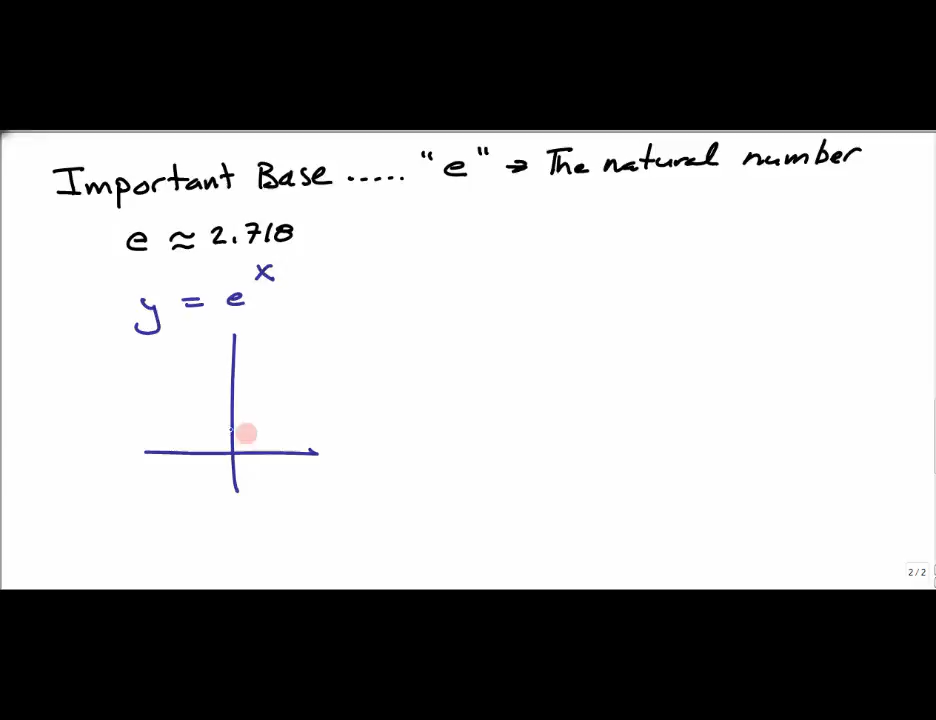 Important Base ..... "e" → The natural number
e ≈ 2.718
y = e^x
2 / 2